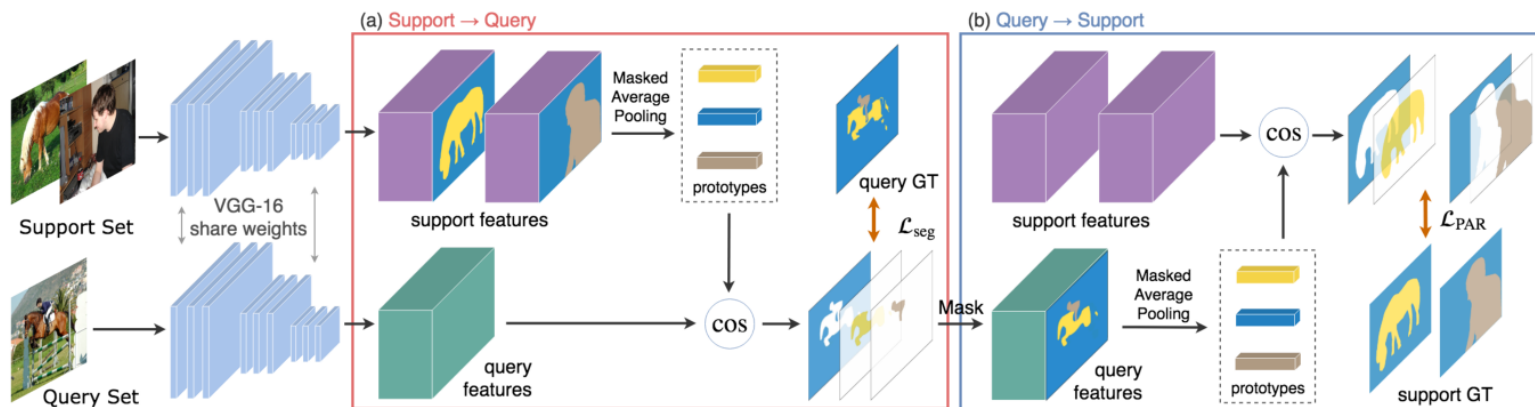 (a) Support → Query
(b) Query → Support
Masked
Average
Pooling
prototypes
support features
query GT
ℒseg
Support Set
VGG-16
share weights
Query Set
query
features
cos
Mask
support features
cos
ℒPAR
query
features
Masked
Average
Pooling
prototypes
support GT